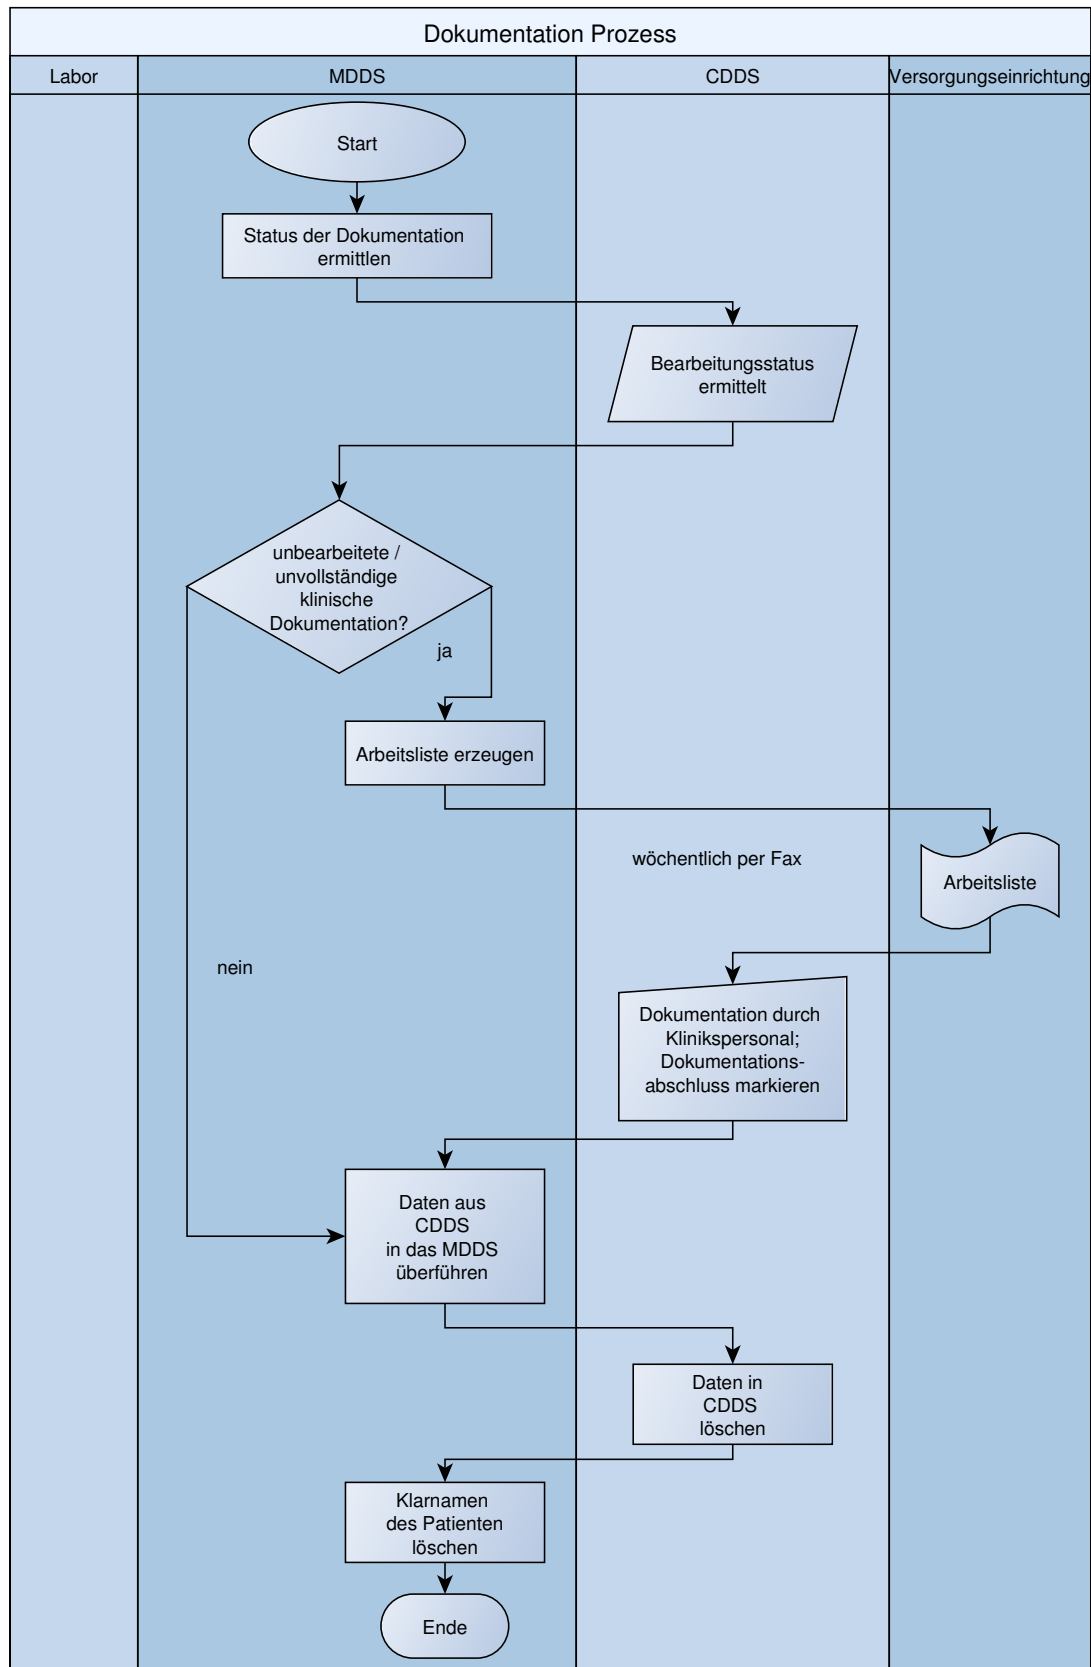 Dokumentation Prozess
Labor
MDDS
CDDS
Versorgungseinrichtung
Start
Status der Dokumentation
ermittlen
Bearbeitungsstatus
ermittelt
unbearbeitete /
unvollständige
klinische
Dokumentation?
ja
Arbeitsliste erzeugen
wöchentlich per Fax
Arbeitsliste
nein
Dokumentation durch
Klinikspersonal;
Dokumentations-
abschluss markieren
Daten aus
CDDS
in das MDDS
überführen
Daten in
CDDS
löschen
Klarnamen
des Patienten
löschen
Ende